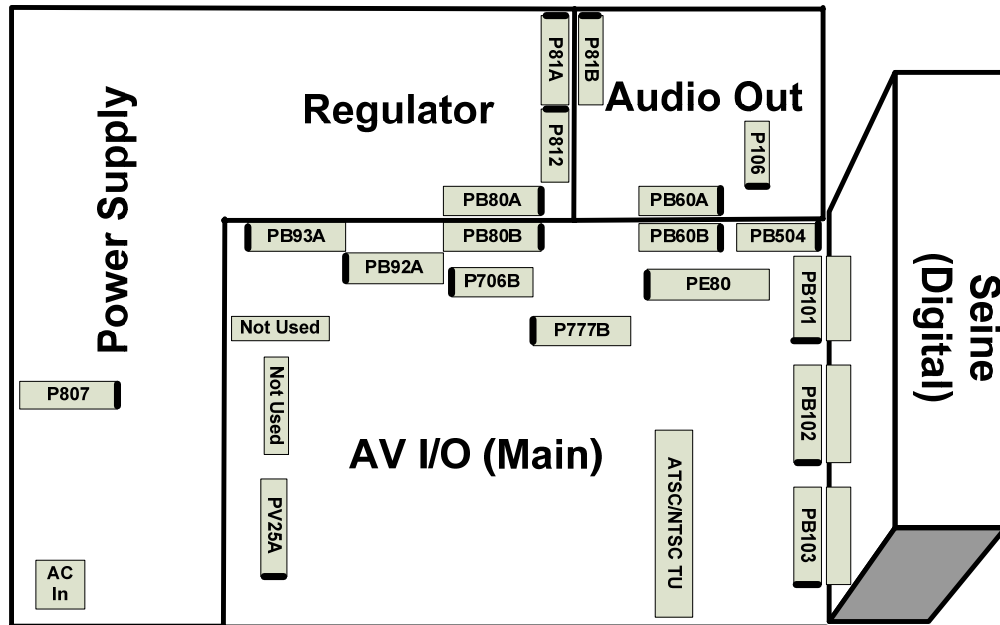 P81A
P81B
Regulator
Audio Out
P812
P106
Power Supply
PB80A
PB60A
PB93A
PB80B
PB60B
PB504
PB92A
P706B
PE80
PB101
Seine
(Digital)
Not Used
P777B
P807
Not Used
PB102
AV I/O (Main)
ATSC/NTSC TU
PV25A
PB103
AC
In